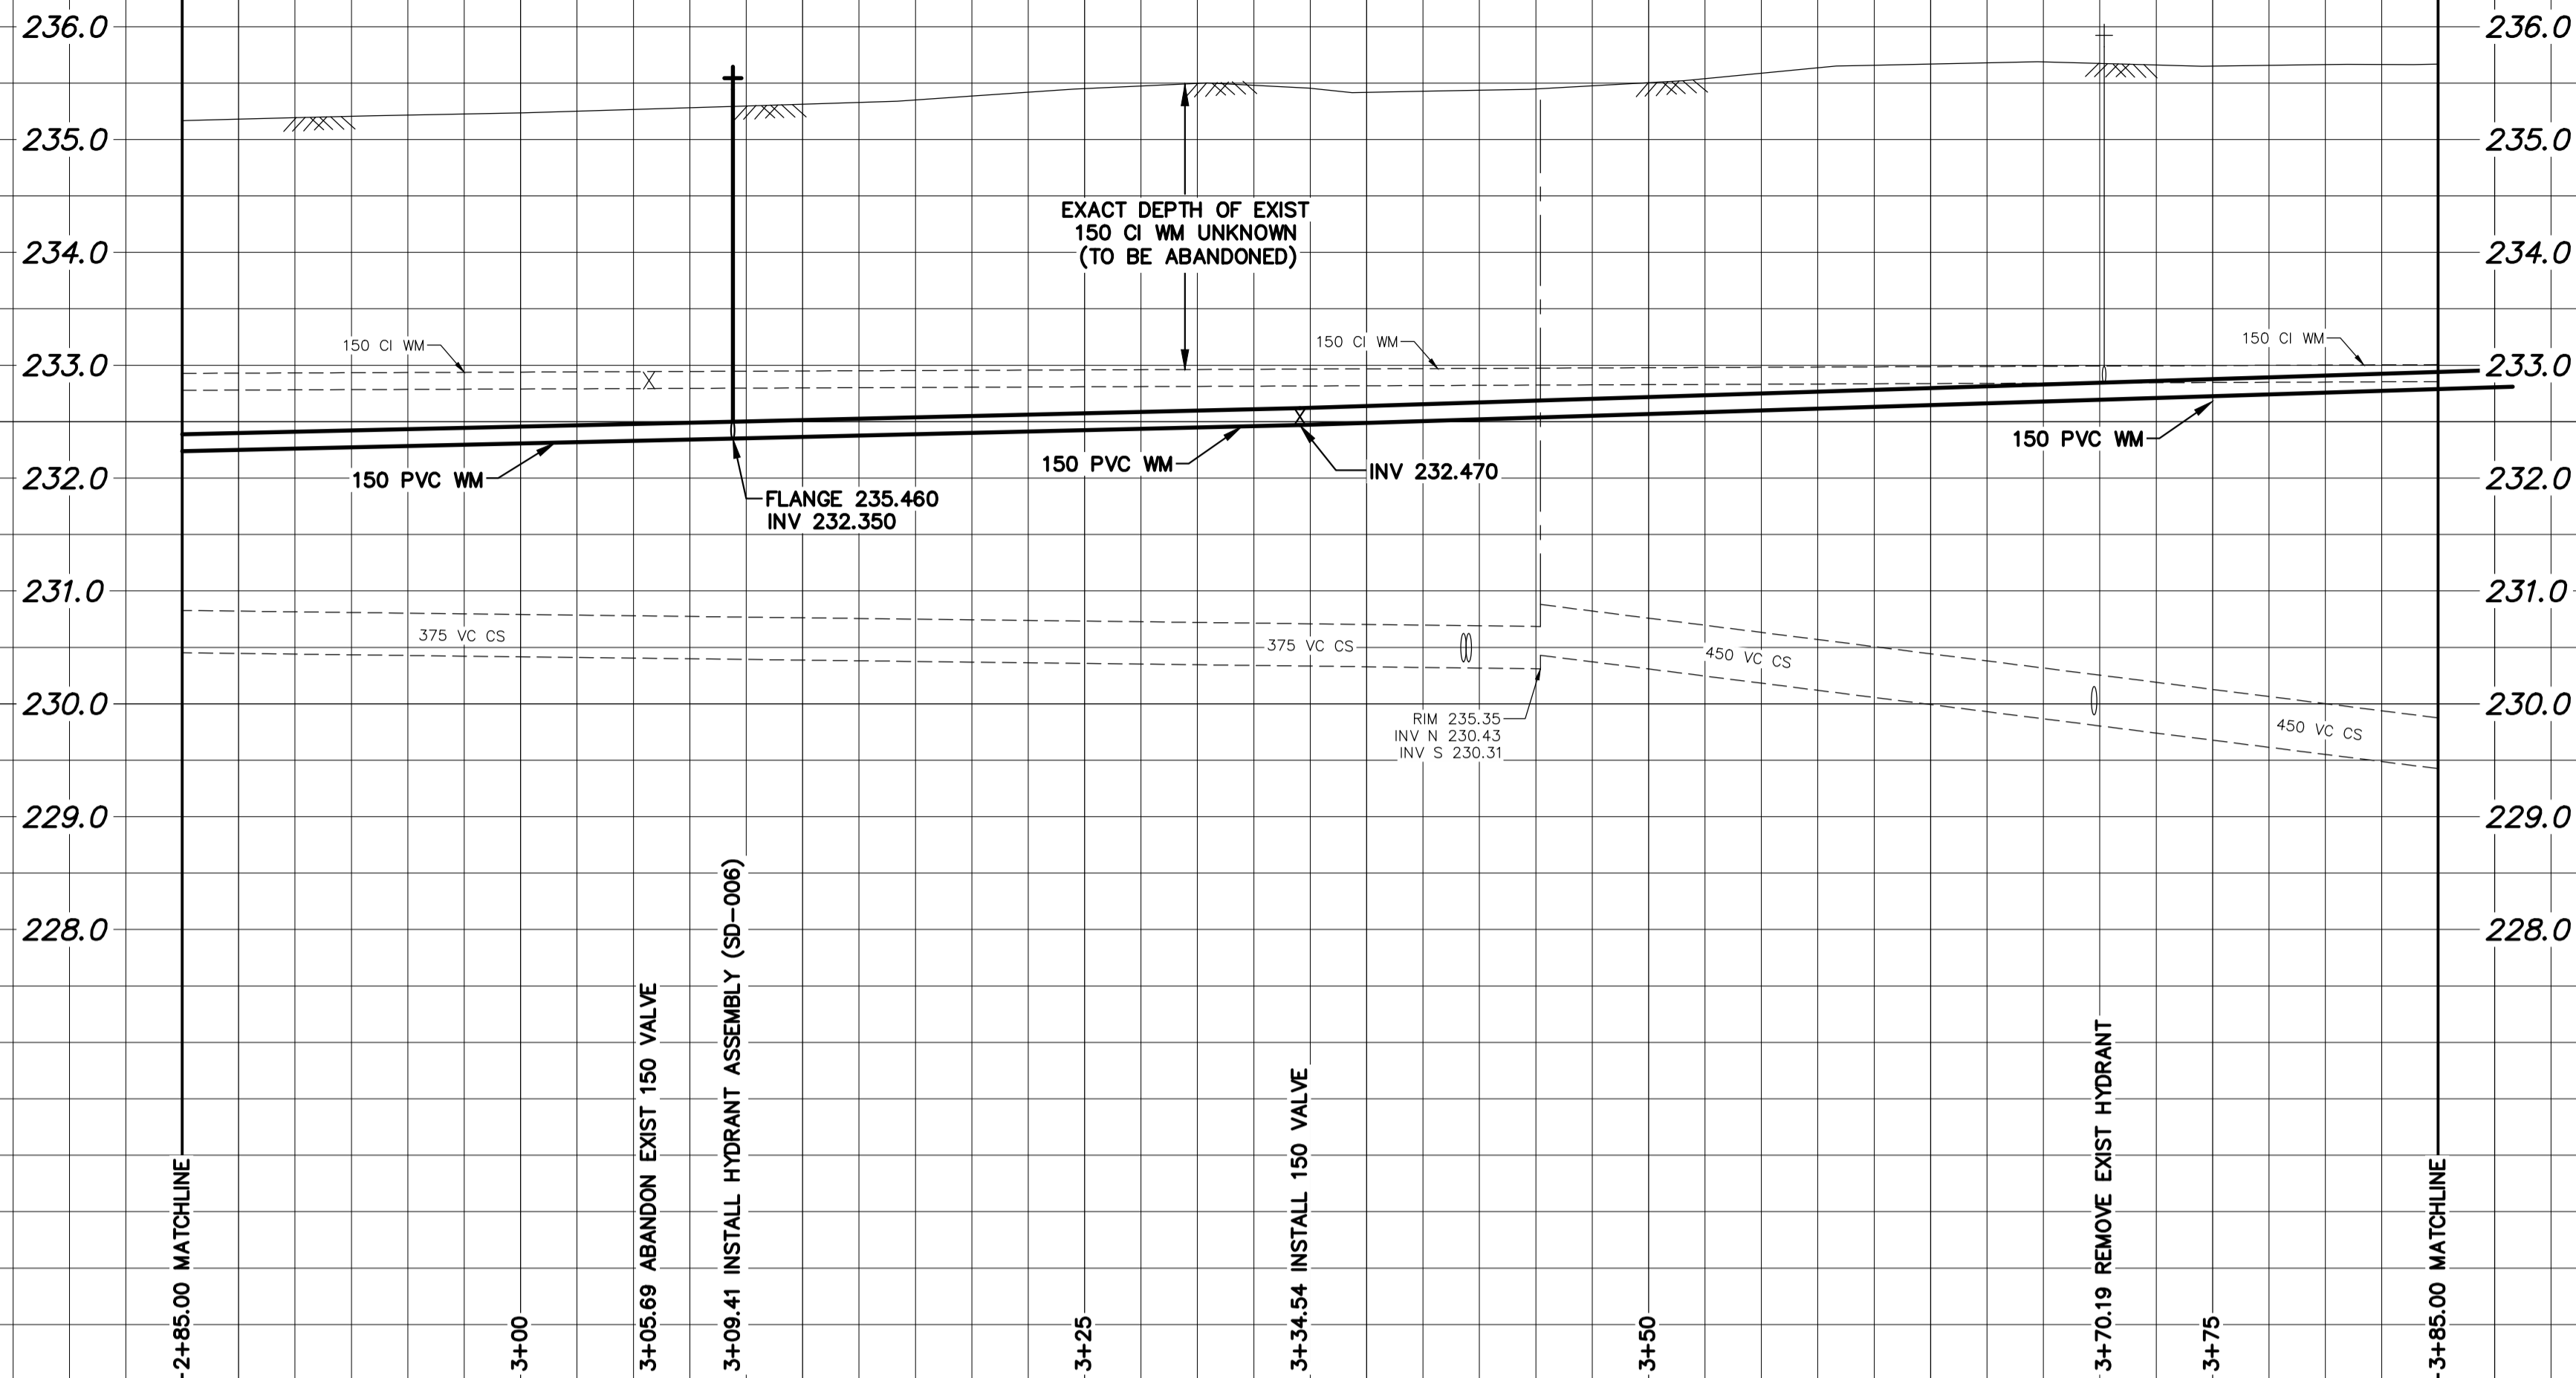 236.0 236.0
235.0 235.0
EXACT DEPTH OF EXIST
150 CI WM UNKNOWN
(TO BE ABANDONED)
234.0 234.0
150 CI WM
150 CI WM
150 CI WM
233.0 233.0
150 PVC WM
150 PVC WM
150 PVC WM
INV 232.470
232.0 232.0
FLANGE 235.460
INV 232.350
231.0 231.0
375 VC CS
375 VC CS
450 VC CS
450 VC CS
230.0 230.0
RIM 235.35
INV N 230.43
INV S 230.31
229.0 229.0
228.0 228.0
2+85.00 MATCHLINE
3+00
3+05.69 ABANDON EXIST 150 VALVE
3+09.41 INSTALL HYDRANT ASSEMBLY (SD-006)
3+25
3+34.54 INSTALL 150 VALVE
3+50
3+70.19 REMOVE EXIST HYDRANT
3+75
3+85.00 MATCHLINE